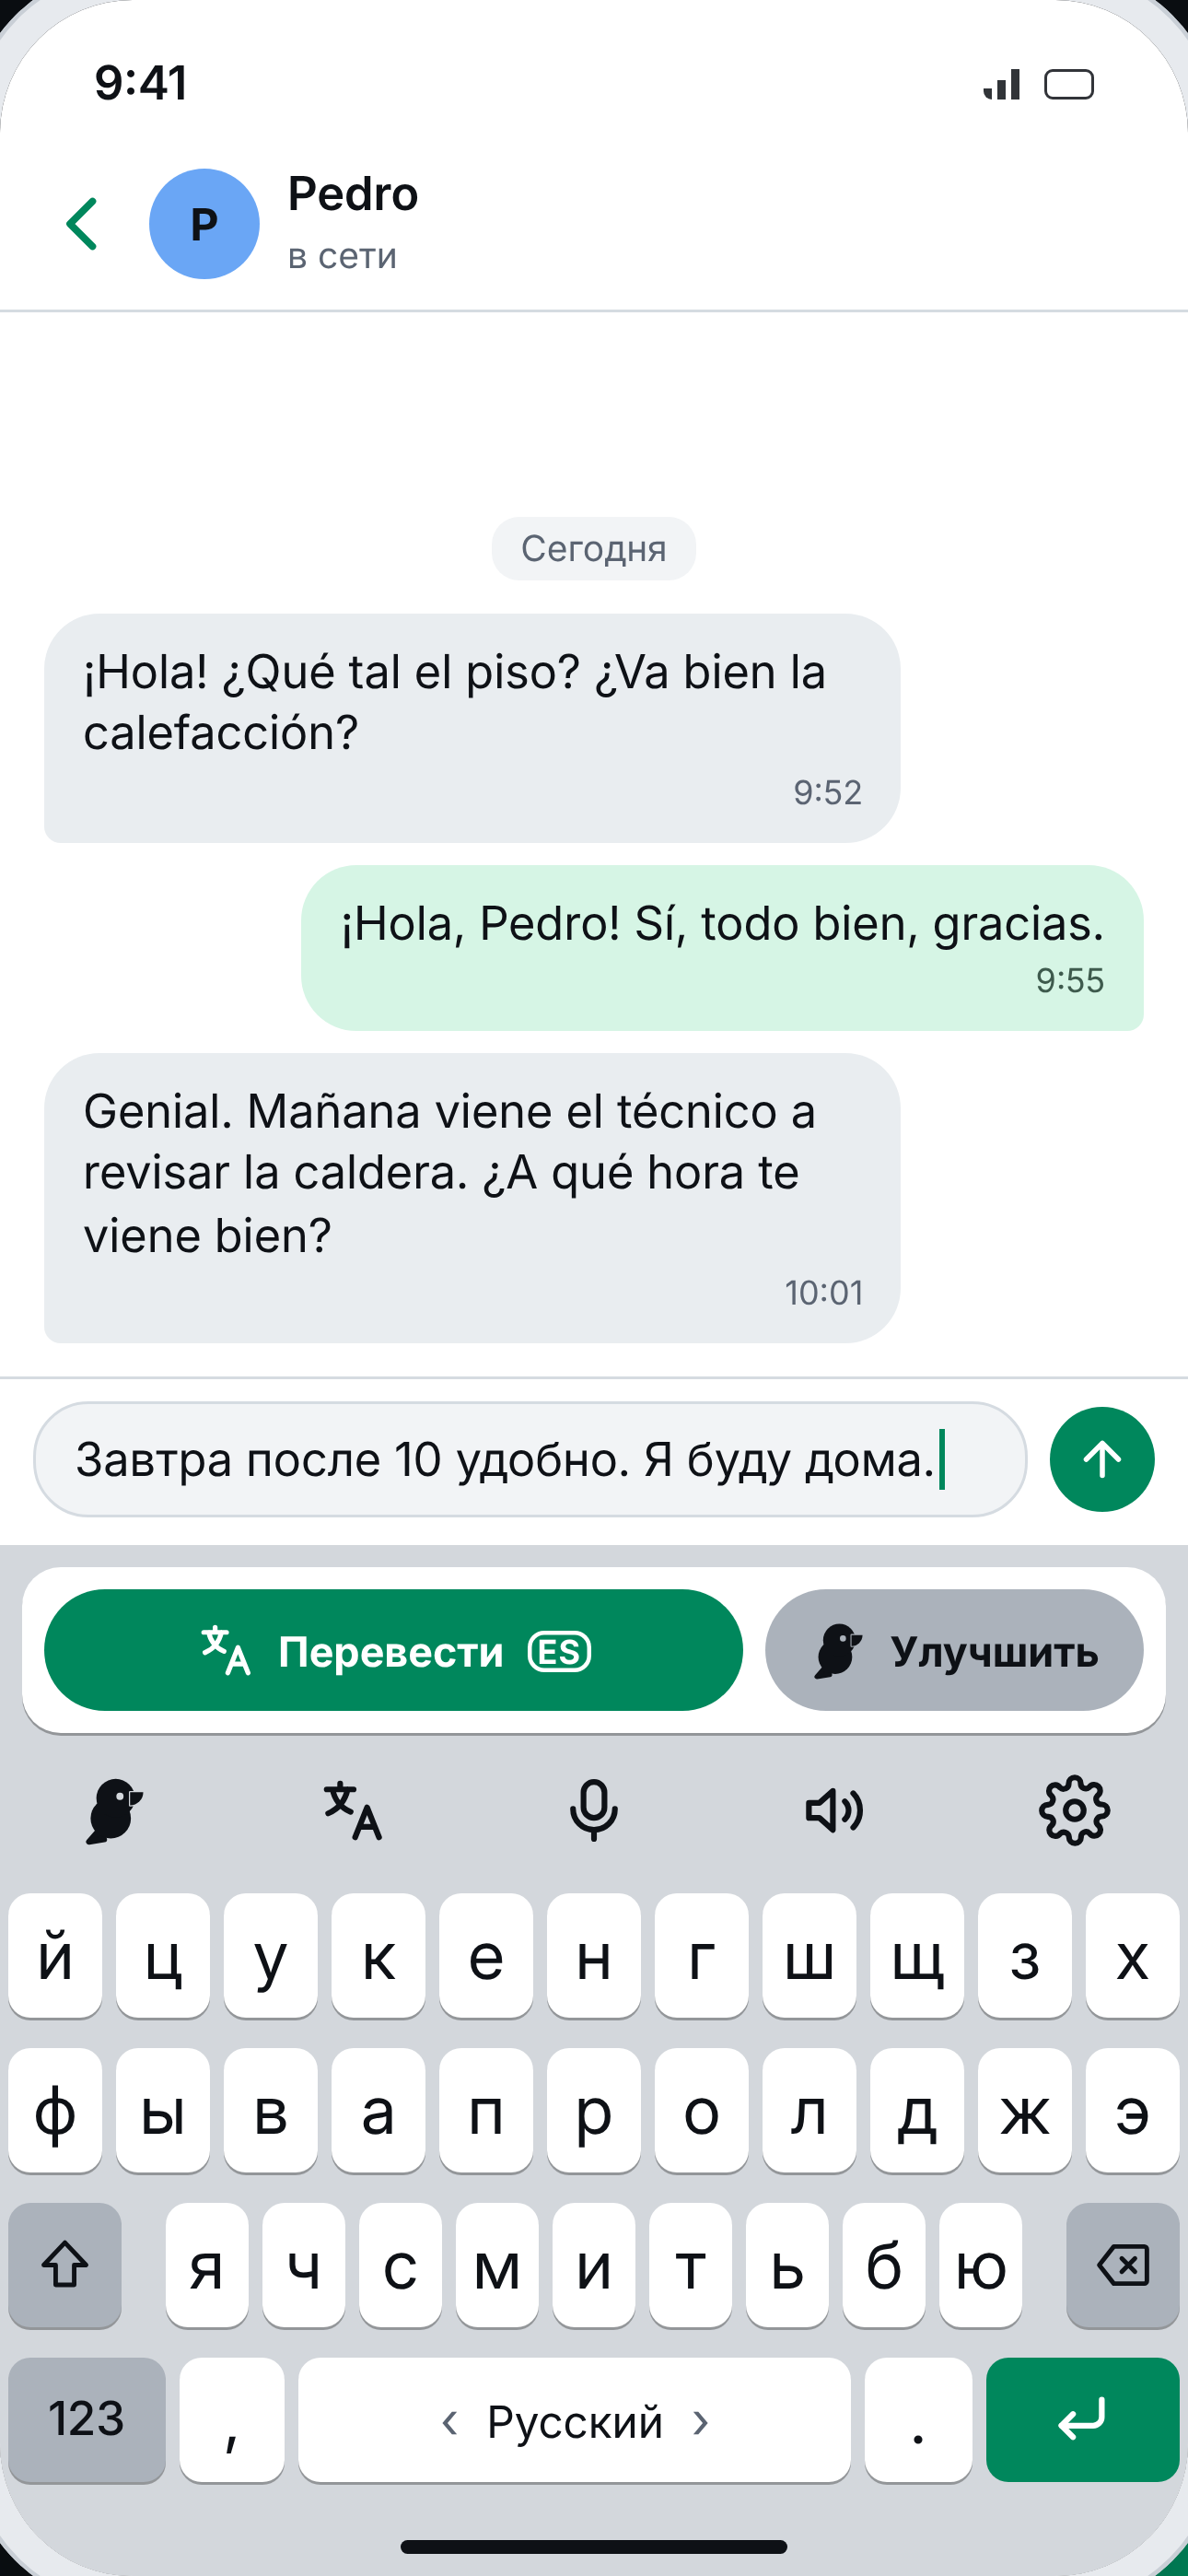 9:41
P
Pedro
в сети
Сегодня
¡Hola! ¿Qué tal el piso? ¿Va bien la
calefacción?
9:52
¡Hola, Pedro! Sí, todo bien, gracias.
9:55
Genial. Mañana viene el técnico a
revisar la caldera. ¿A qué hora te
viene bien?
10:01
Завтра после 10 удобно. Я буду дома.
Перевести ES Улучшить
й ц у к е н г ш щ з х
ф ы в а п р о л д ж э
я ч с м и т ь б ю
123 , ‹ Русский › .